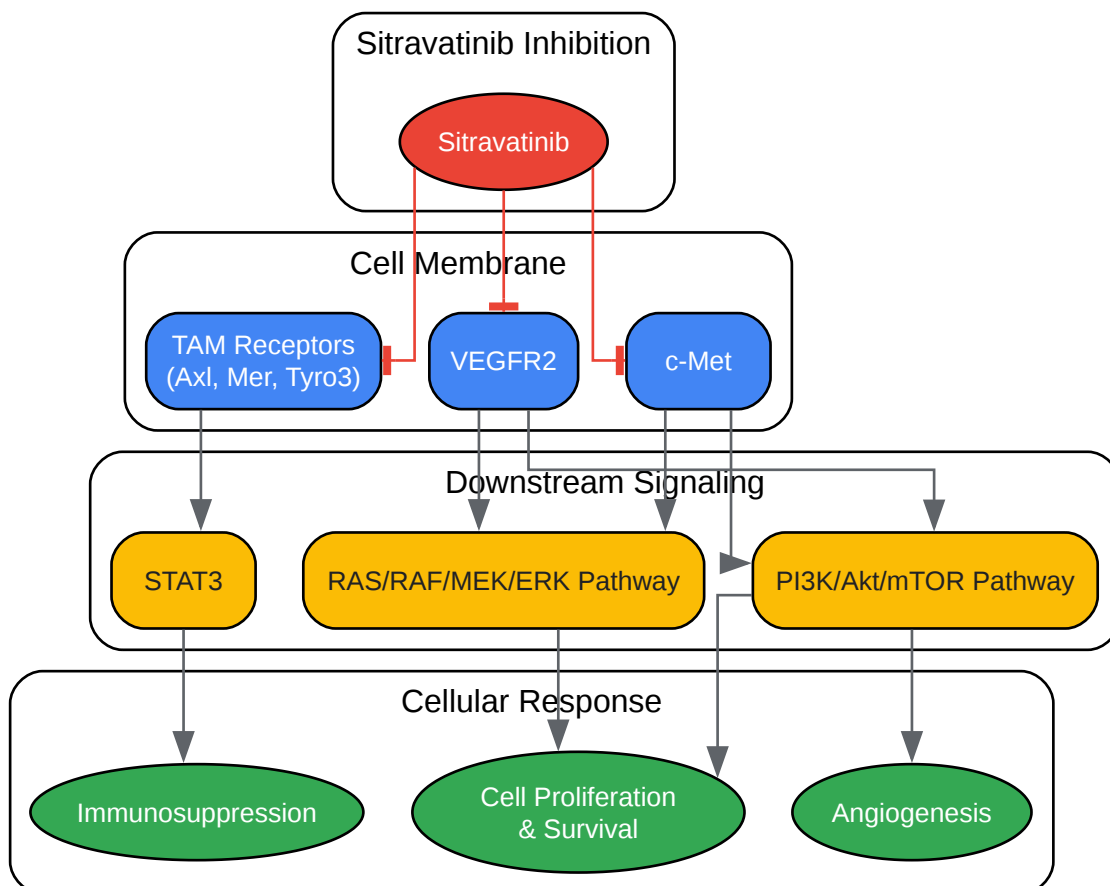 Sitravatinib Inhibition
Sitravatinib
Cell Membrane
TAM Receptors
(Axl, Mer, Tyro3)
VEGFR2
c-Met
Downstream Signaling
STAT3
RAS/RAF/MEK/ERK Pathway
PI3K/Akt/mTOR Pathway
Cellular Response
Immunosuppression
Cell Proliferation
& Survival
Angiogenesis